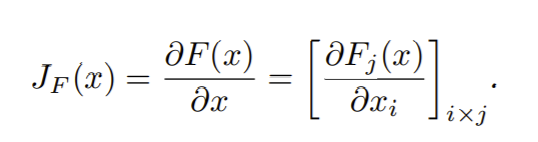 J_F(x) = \frac{\partial F(x)}{\partial x} = \left[ \frac{\partial F_j(x)}{\partial x_i} \right]_{i \times j}.